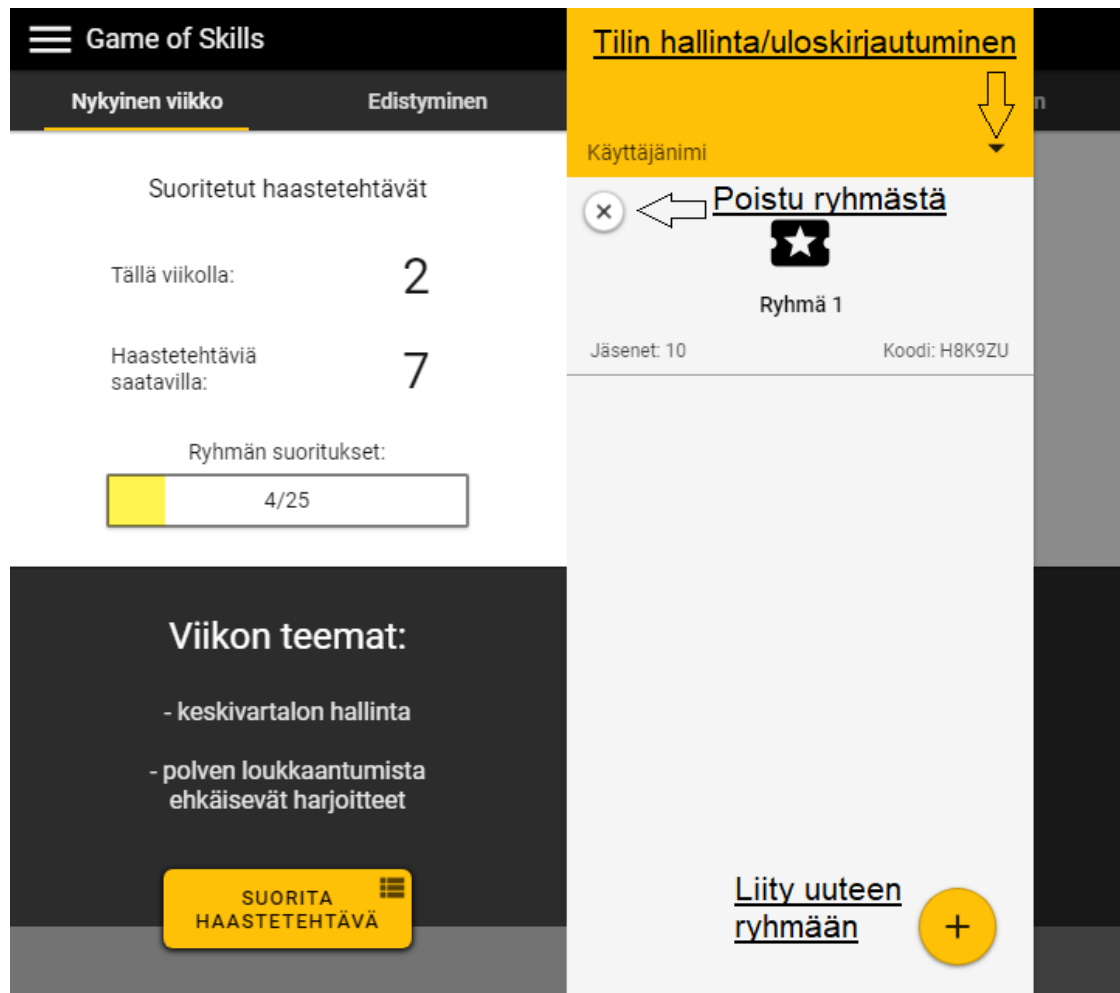 Game of Skills
Nykyinen viikko
Edistyminen
Suoritetut haastetehtävät
Tällä viikolla:
2
Haastetehtäviä
saatavilla:
7
Ryhmän suoritukset:
4/25
Viikon teemat:
- keskivartalon hallinta
- polven loukkaantumista
ehkäisevät harjoitteet
SUORITA
HAASTETEHTÄVÄ
Tilin hallinta/uloskirjautuminen
n
Käyttäjänimi
Poistu ryhmästä
Ryhmä 1
Jäsenet: 10
Koodi: H8K9ZU
Liity uuteen
ryhmään